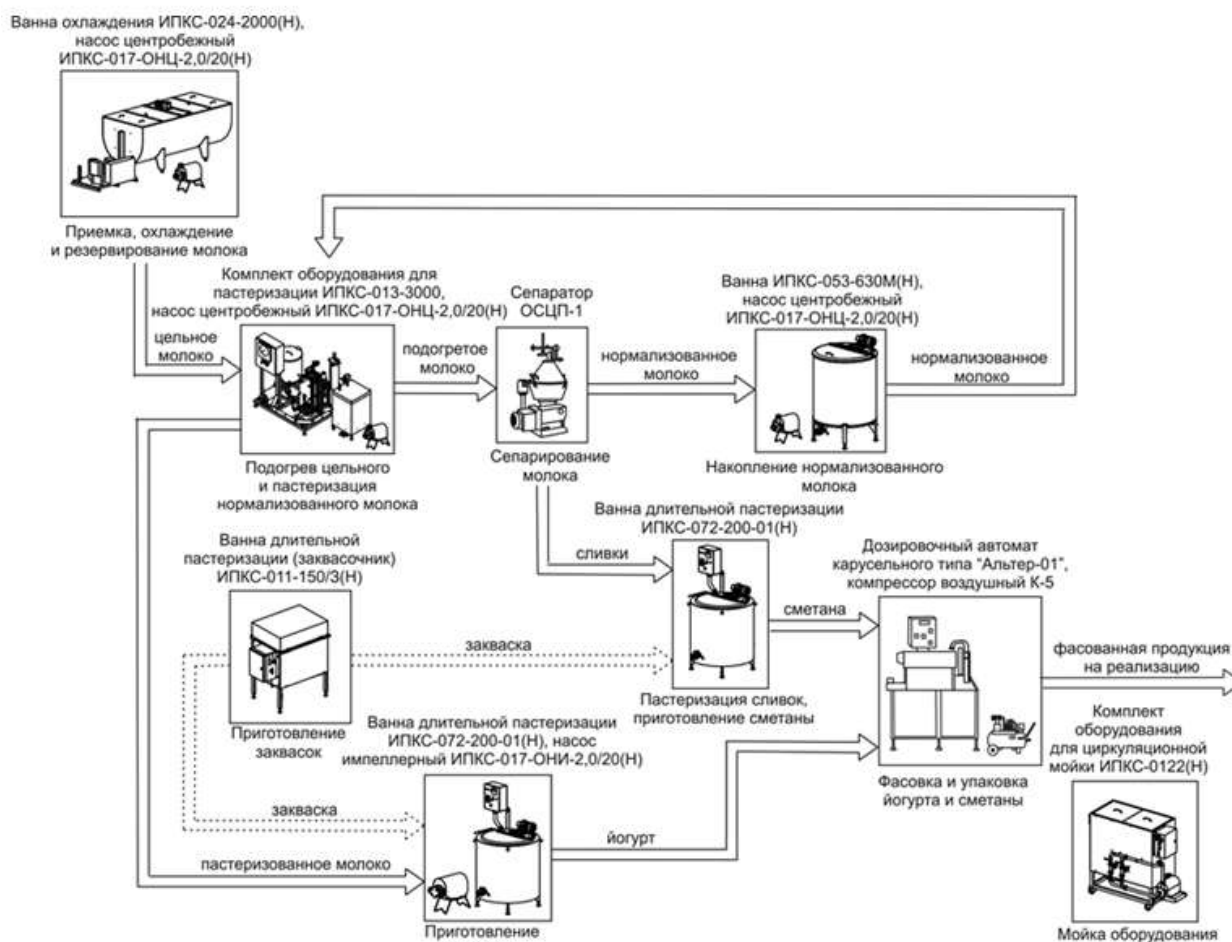 Ванна охлаждения ИПКС-024-2000(Н),
насос центробежный
ИПКС-017-ОНЦ-2,0/20(Н)
Приемка, охлаждение
и резервирование молока
цельное
молоко
Комплект оборудования для
пастеризации ИПКС-013-3000,
насос центробежный ИПКС-017-ОНЦ-2,0/20(Н)
Подогрев цельного
и пастеризация
нормализованного молока
подогретое
молоко
Сепаратор
ОСЦП-1
Сепарирование
молока
нормализованное
молоко
Ванна ИПКС-053-630М(Н),
насос центробежный
ИПКС-017-ОНЦ-2,0/20(Н)
Накопление нормализованного
молока
нормализованное
молоко
сливки
Ванна длительной пастеризации
ИПКС-072-200-01(Н)
Пастеризация сливок,
приготовление сметаны
сметана
Ванна длительной
пастеризации (заквасочник)
ИПКС-011-150/3(Н)
Приготовление
заквасок
закваска
закваска
Ванна длительной пастеризации
ИПКС-072-200-01(Н), насос
импеллерный ИПКС-017-ОНИ-2,0/20(Н)
пастеризованное молоко
Приготовление
йогурт
Дозировочный автомат
карусельного типа "Альтер-01",
компрессор воздушный К-5
Фасовка и упаковка
йогурта и сметаны
фасованная продукция
на реализацию
Комплект
оборудования
для циркуляционной
мойки ИПКС-0122(Н)
Мойка оборудования